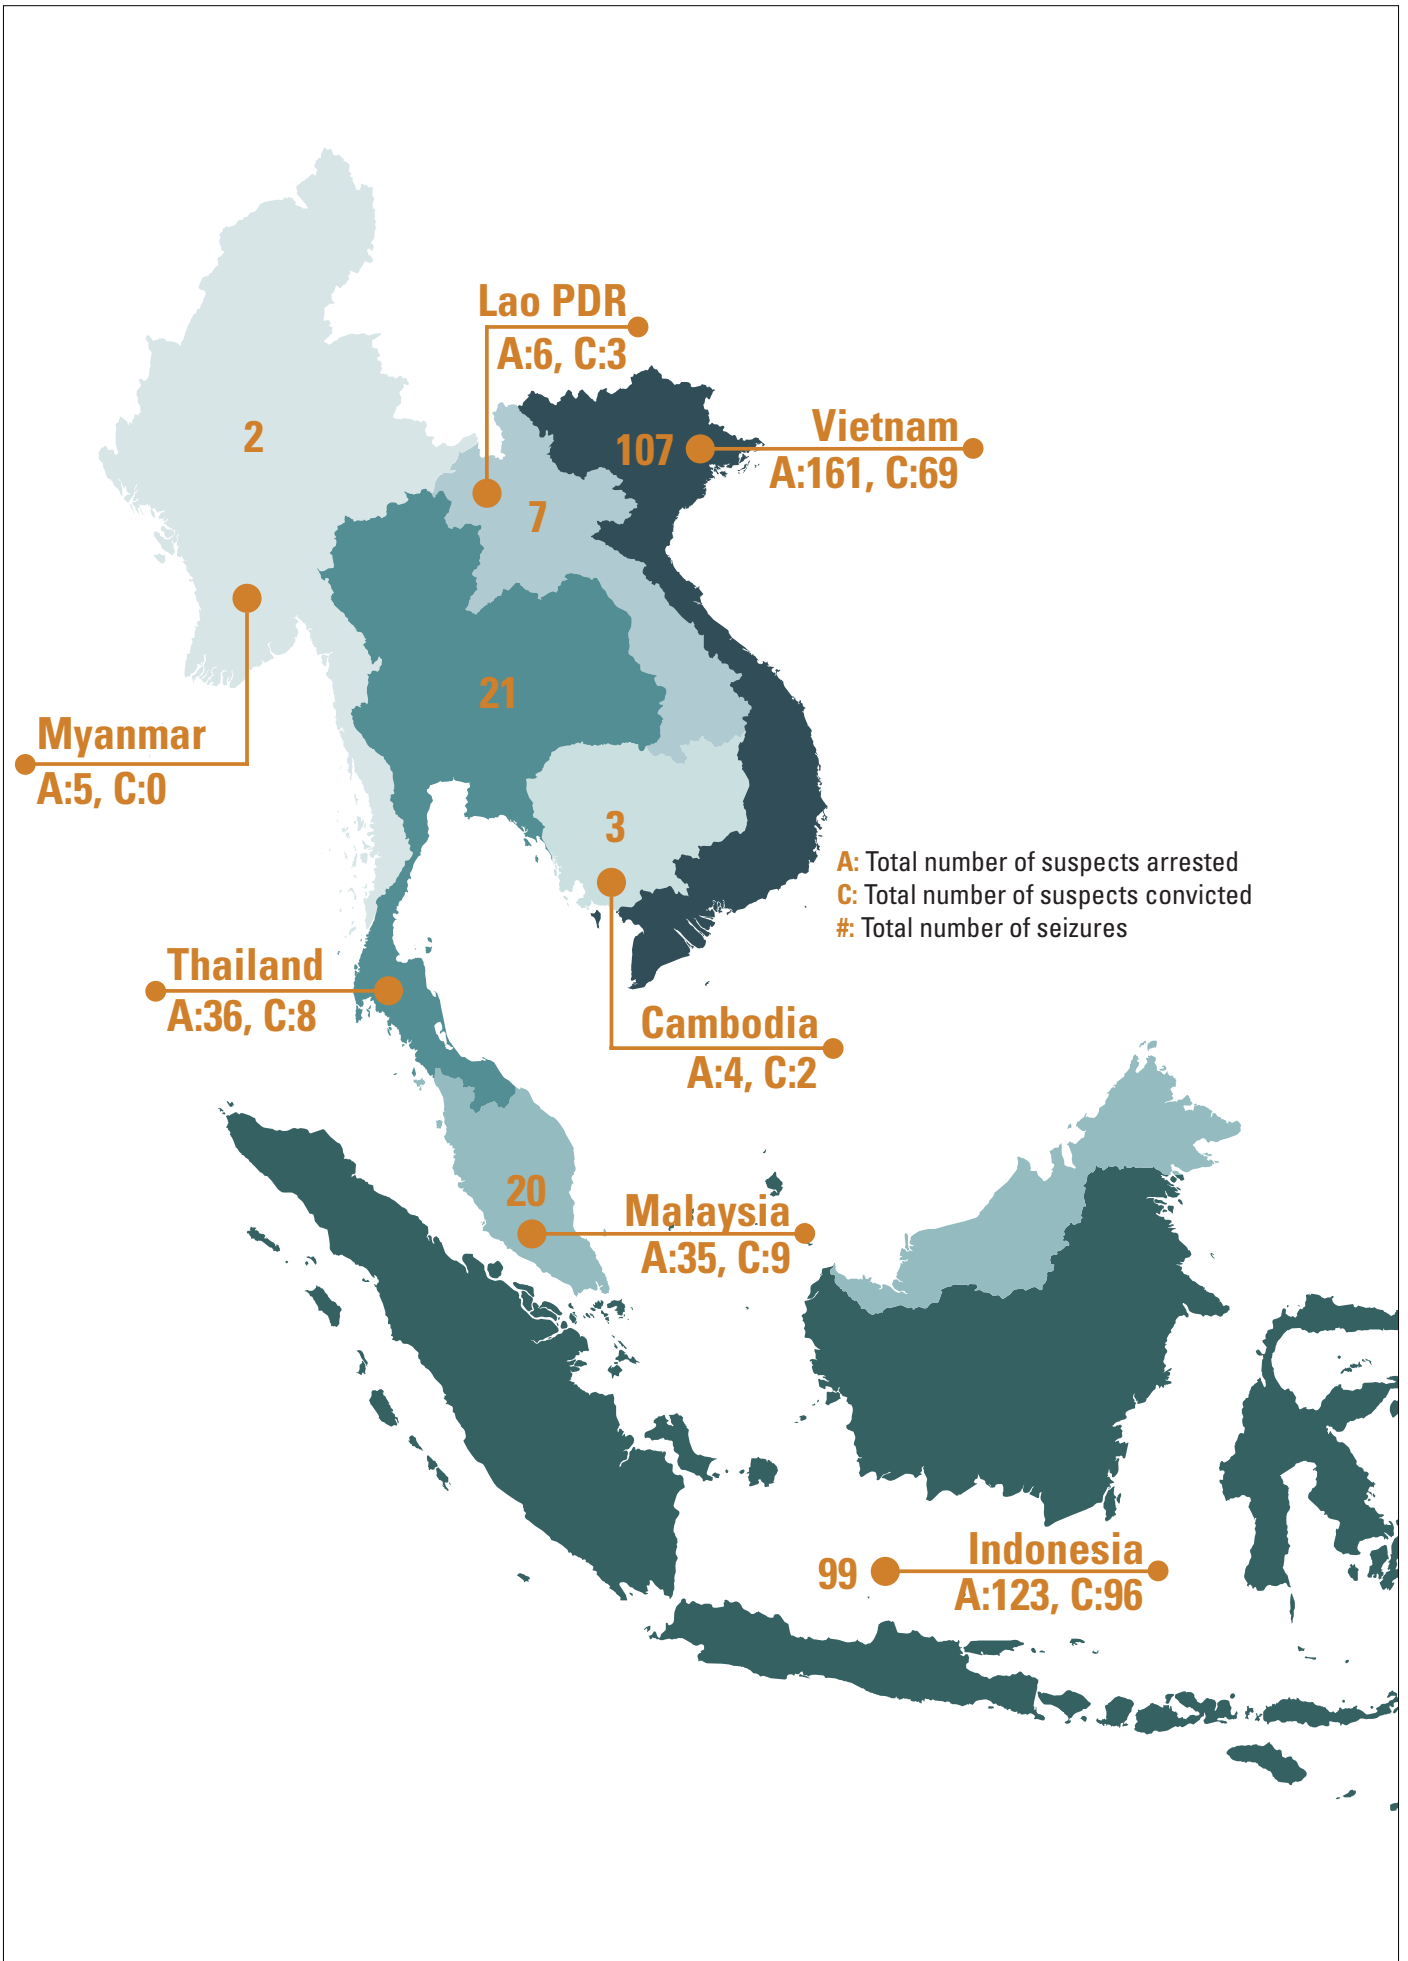 Lao PDR
A:6, C:3
2
107
Vietnam
A:161, C:69
7
21
Myanmar
A:5, C:0
3
A: Total number of suspects arrested
C: Total number of suspects convicted
#: Total number of seizures
Thailand
A:36, C:8
Cambodia
A:4, C:2
20
Malaysia
A:35, C:9
99
Indonesia
A:123, C:96